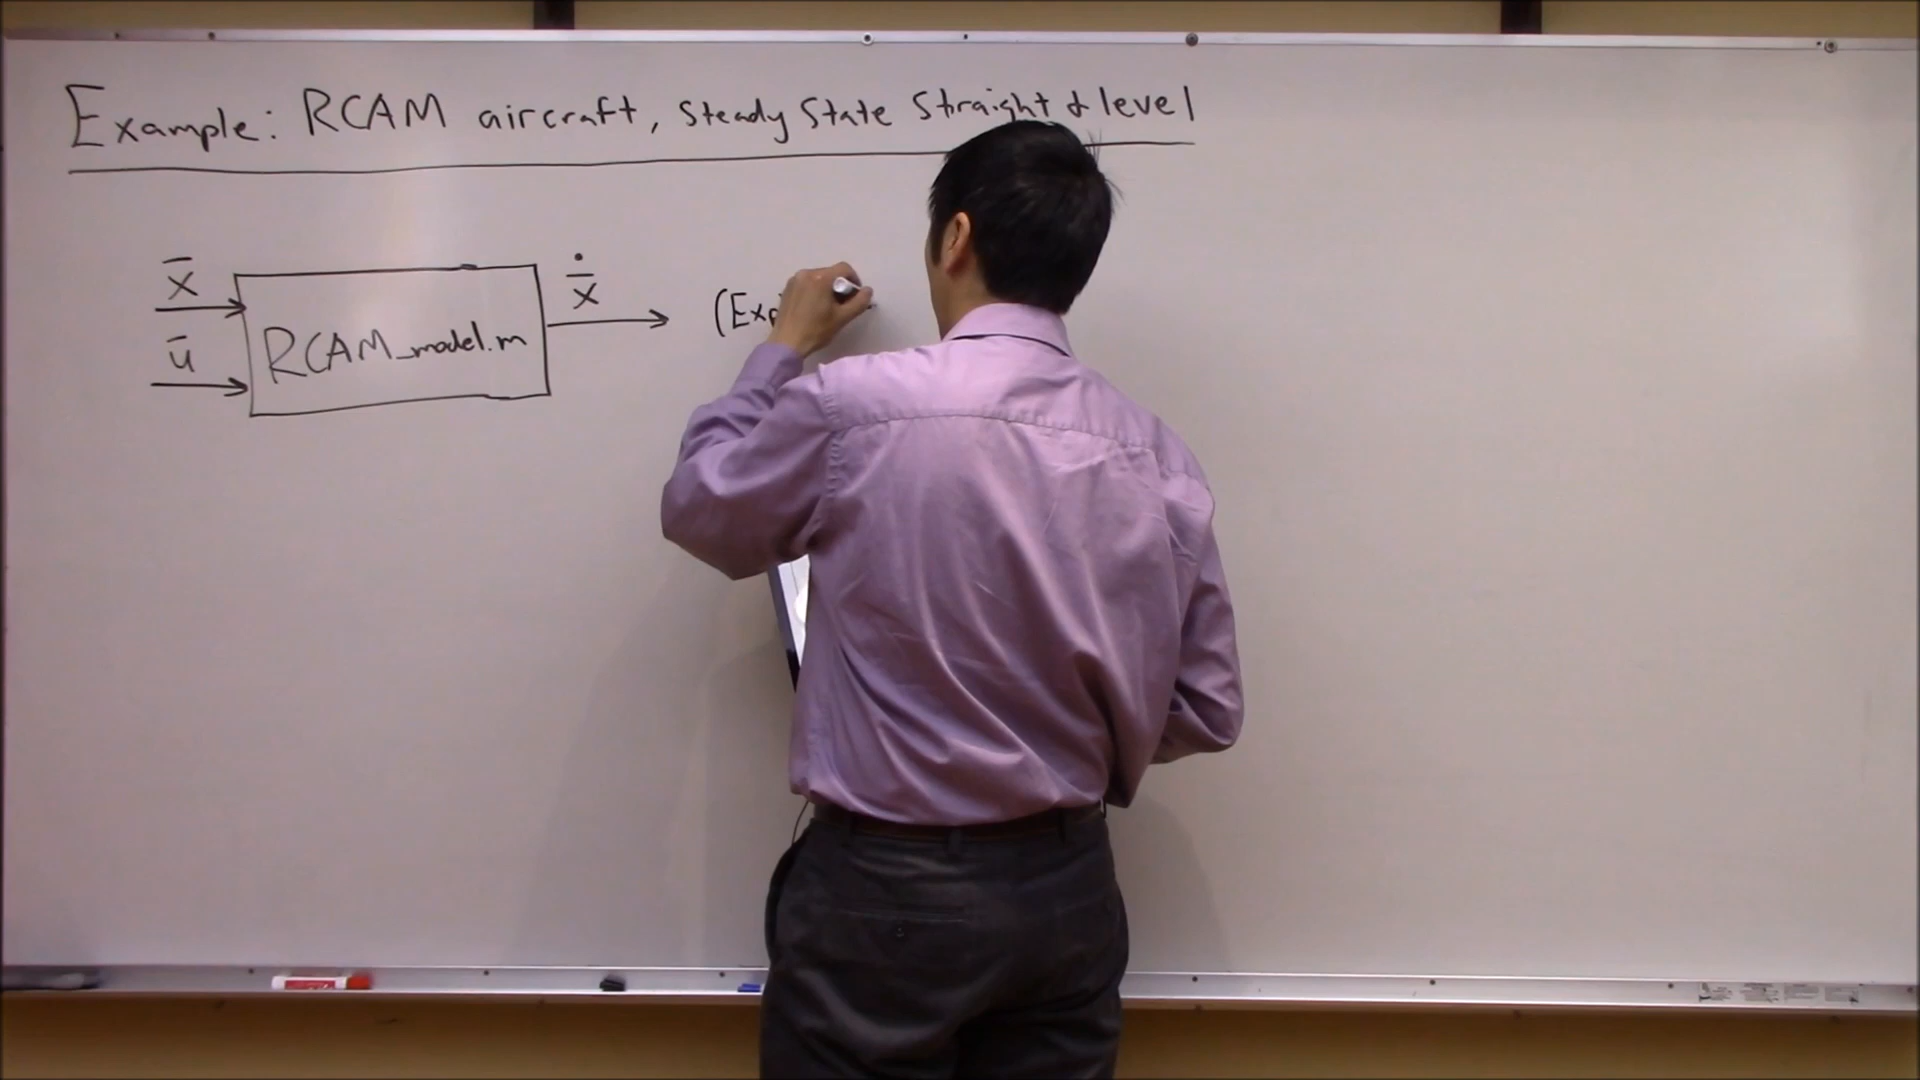 Example: RCAM aircraft, Steady State Straight & level
x̄
ū
RCAM_model.m
ẋ̄
(Exp